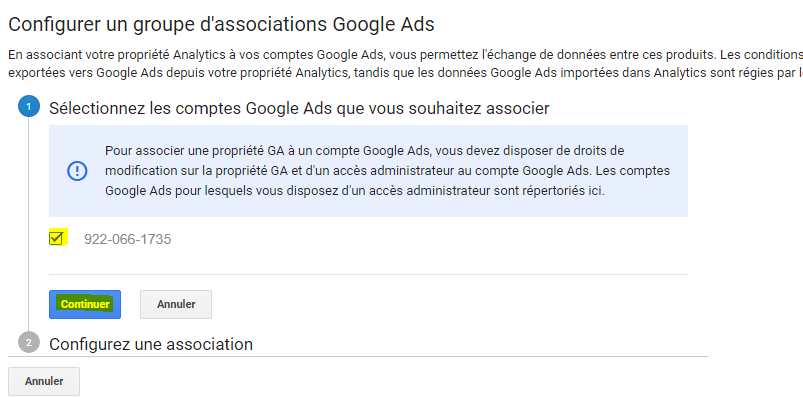 Configurer un groupe d'associations Google Ads
En associant votre propriété Analytics à vos comptes Google Ads, vous permettez l'échange de données entre ces produits. Les conditions
exportées vers Google Ads depuis votre propriété Analytics, tandis que les données Google Ads importées dans Analytics sont régies par
1 Sélectionnez les comptes Google Ads que vous souhaitez associer
Pour associer une propriété GA à un compte Google Ads, vous devez disposer de droits de
modification sur la propriété GA et d'un accès administrateur au compte Google Ads. Les comptes
Google Ads pour lesquels vous disposez d'un accès administrateur sont répertoriés ici.
922-066-1735
Continuer Annuler
2 Configurez une association
Annuler